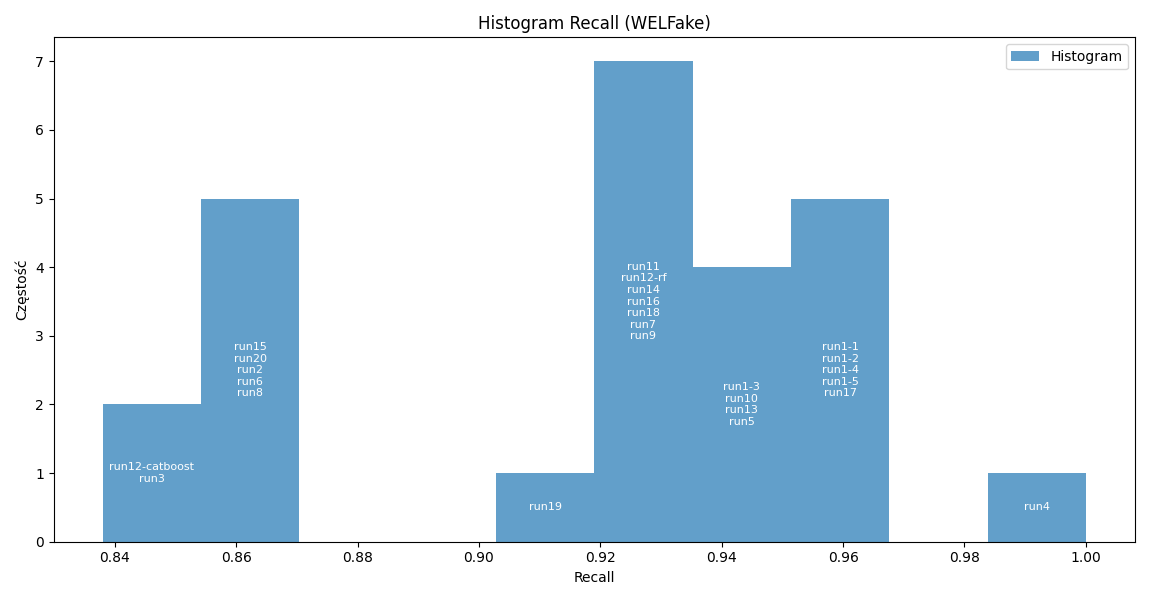 Histogram Recall (WELFake)
Histogram
Częstość
7
6
5
4
3
2
1
0
run12-catboost
run3
run15
run20
run2
run6
run8
run19
run11
run12-rf
run14
run16
run18
run7
run9
run1-3
run10
run13
run5
run1-1
run1-2
run1-4
run1-5
run17
run4
0.84 0.86 0.88 0.90 0.92 0.94 0.96 0.98 1.00
Recall